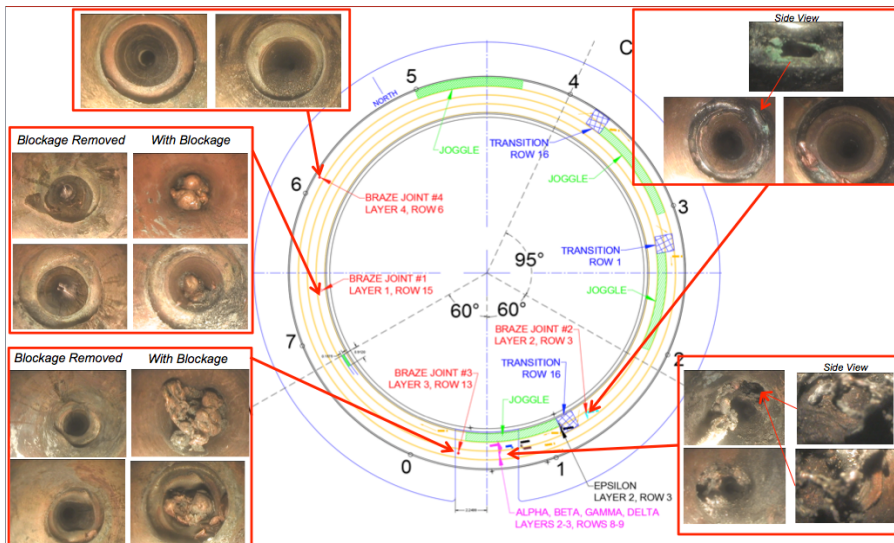 Side View
C
5
4
NORTH
JOGGLE
TRANSITION
ROW 16
JOGGLE
Blockage Removed
With Blockage
6
BRAZE JOINT #4
LAYER 4, ROW 6
3
TRANSITION
ROW 1
95°
BRAZE JOINT #1
LAYER 1, ROW 15
JOGGLE
60°
60°
BRAZE JOINT #2
LAYER 2, ROW 3
7
2
Blockage Removed
With Blockage
BRAZE JOINT #3
LAYER 3, ROW 13
TRANSITION
ROW 16
Side View
JOGGLE
0
1
EPSILON
LAYER 2, ROW 3
ALPHA, BETA, GAMMA, DELTA
LAYERS 2-3, ROWS 8-9